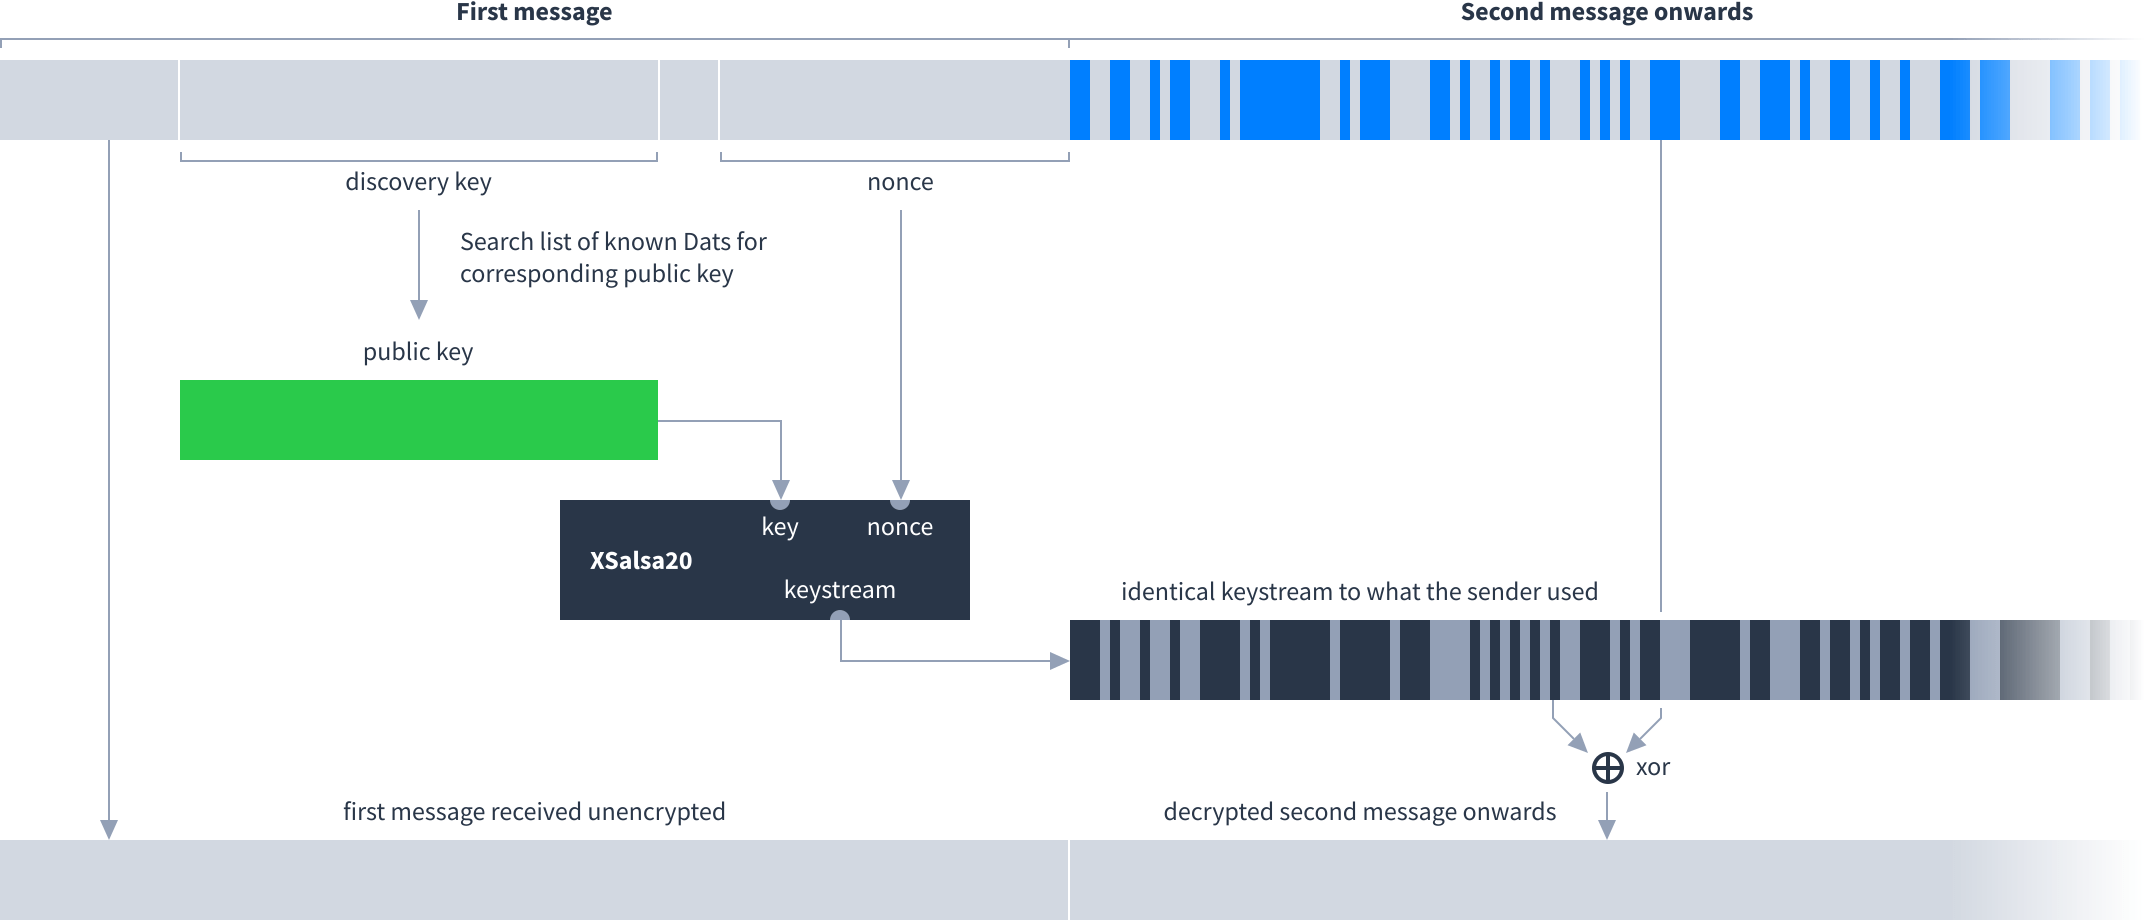 First message
Second message onwards
discovery key
nonce
Search list of known Dats for
corresponding public key
public key
key
nonce
XSalsa20
keystream
identical keystream to what the sender used
xor
first message received unencrypted
decrypted second message onwards